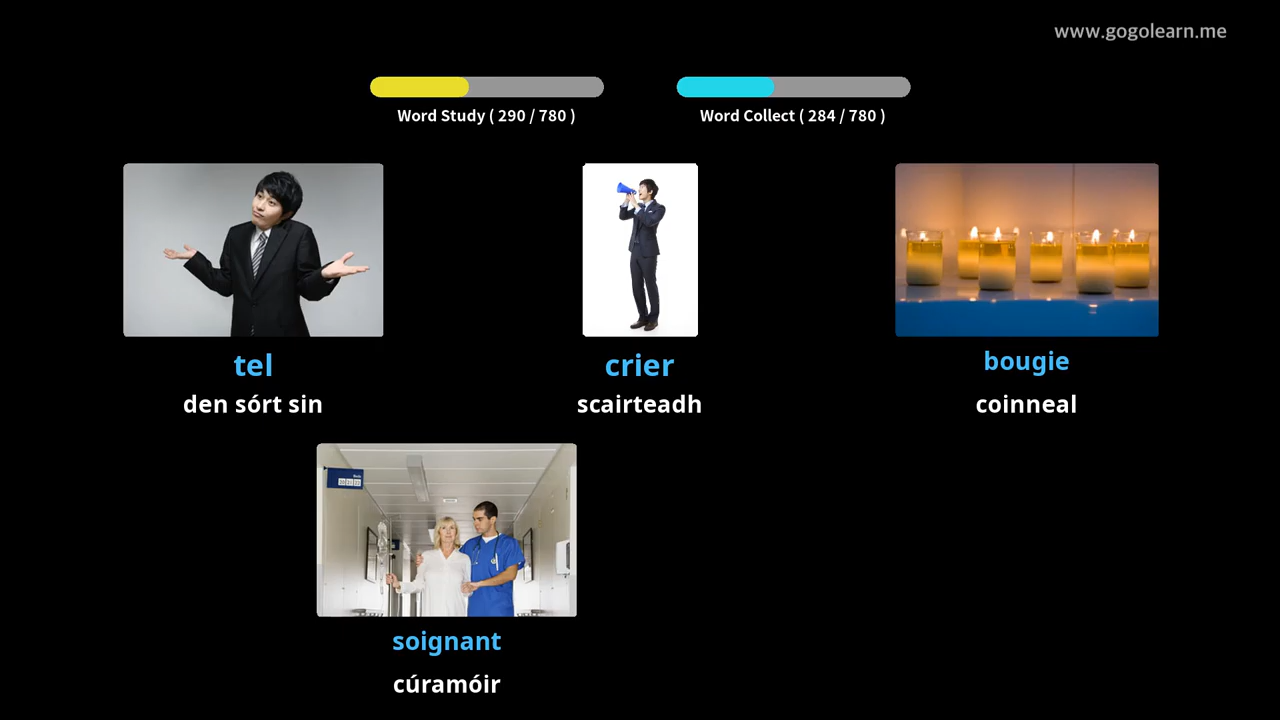 www.gogolearn.me
Word Study ( 290 / 780 )
Word Collect ( 284 / 780 )
tel
crier
bougie
den sórt sin
scairteadh
coinneal
soignant
cúramóir